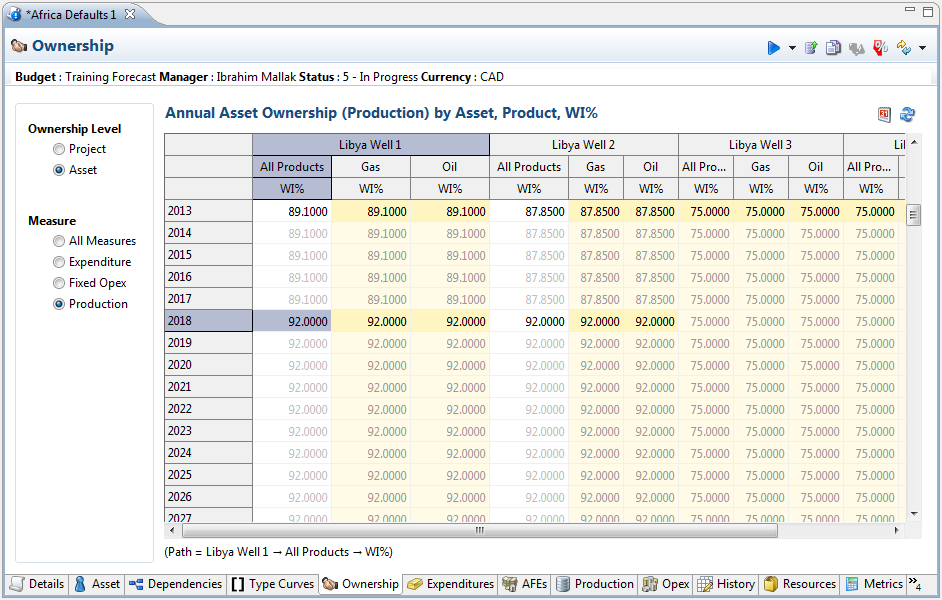 *Africa Defaults 1
Ownership
Budget : Training Forecast Manager : Ibrahim Mallak Status : 5 - In Progress Currency : CAD
Ownership Level
Project
Asset
Measure
All Measures
Expenditure
Fixed Opex
Production
Annual Asset Ownership (Production) by Asset, Product, WI%
Libya Well 1 Libya Well 2 Libya Well 3 Li
All Products Gas Oil All Products Gas Oil All Pro... Gas Oil All Pro...
WI% WI% WI% WI% WI% WI% WI% WI% WI% WI%
2013 89.1000 89.1000 89.1000 87.8500 87.8500 87.8500 75.0000 75.0000 75.0000 75.0000
2014 89.1000 89.1000 89.1000 87.8500 87.8500 87.8500 75.0000 75.0000 75.0000 75.0000
2015 89.1000 89.1000 89.1000 87.8500 87.8500 87.8500 75.0000 75.0000 75.0000 75.0000
2016 89.1000 89.1000 89.1000 87.8500 87.8500 87.8500 75.0000 75.0000 75.0000 75.0000
2017 89.1000 89.1000 89.1000 87.8500 87.8500 87.8500 75.0000 75.0000 75.0000 75.0000
2018 92.0000 92.0000 92.0000 92.0000 92.0000 92.0000 75.0000 75.0000 75.0000 75.0000
2019 92.0000 92.0000 92.0000 92.0000 92.0000 92.0000 75.0000 75.0000 75.0000 75.0000
2020 92.0000 92.0000 92.0000 92.0000 92.0000 92.0000 75.0000 75.0000 75.0000 75.0000
2021 92.0000 92.0000 92.0000 92.0000 92.0000 92.0000 75.0000 75.0000 75.0000 75.0000
2022 92.0000 92.0000 92.0000 92.0000 92.0000 92.0000 75.0000 75.0000 75.0000 75.0000
2023 92.0000 92.0000 92.0000 92.0000 92.0000 92.0000 75.0000 75.0000 75.0000 75.0000
2024 92.0000 92.0000 92.0000 92.0000 92.0000 92.0000 75.0000 75.0000 75.0000 75.0000
2025 92.0000 92.0000 92.0000 92.0000 92.0000 92.0000 75.0000 75.0000 75.0000 75.0000
2026 92.0000 92.0000 92.0000 92.0000 92.0000 92.0000 75.0000 75.0000 75.0000 75.0000
2027 92.0000 92.0000 92.0000 92.0000 92.0000 92.0000 75.0000 75.0000 75.0000 75.0000
(Path = Libya Well 1 → All Products → WI%)
Details Asset Dependencies Type Curves Ownership Expenditures AFEs Production Opex History Resources Metrics »4